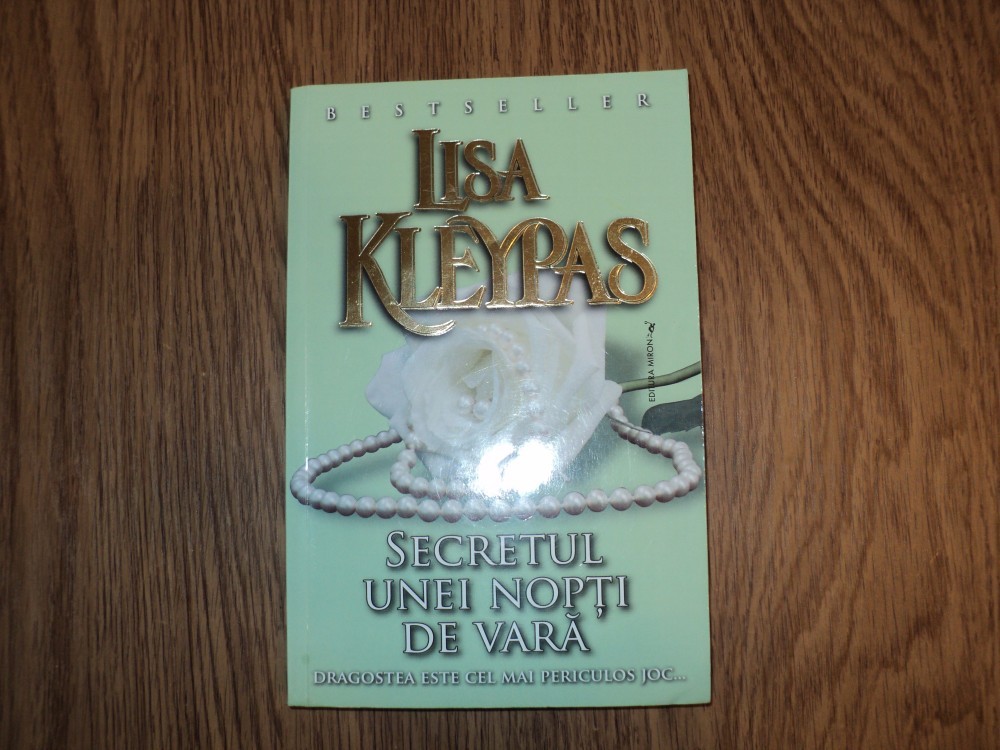 BESTSELLER
LISA
KLEYPAS
EDITURA MIRON
SECRETUL
UNEI NOPȚI
DE VARĂ
DRAGOSTEA ESTE CEL MAI PERICULOS JOC...